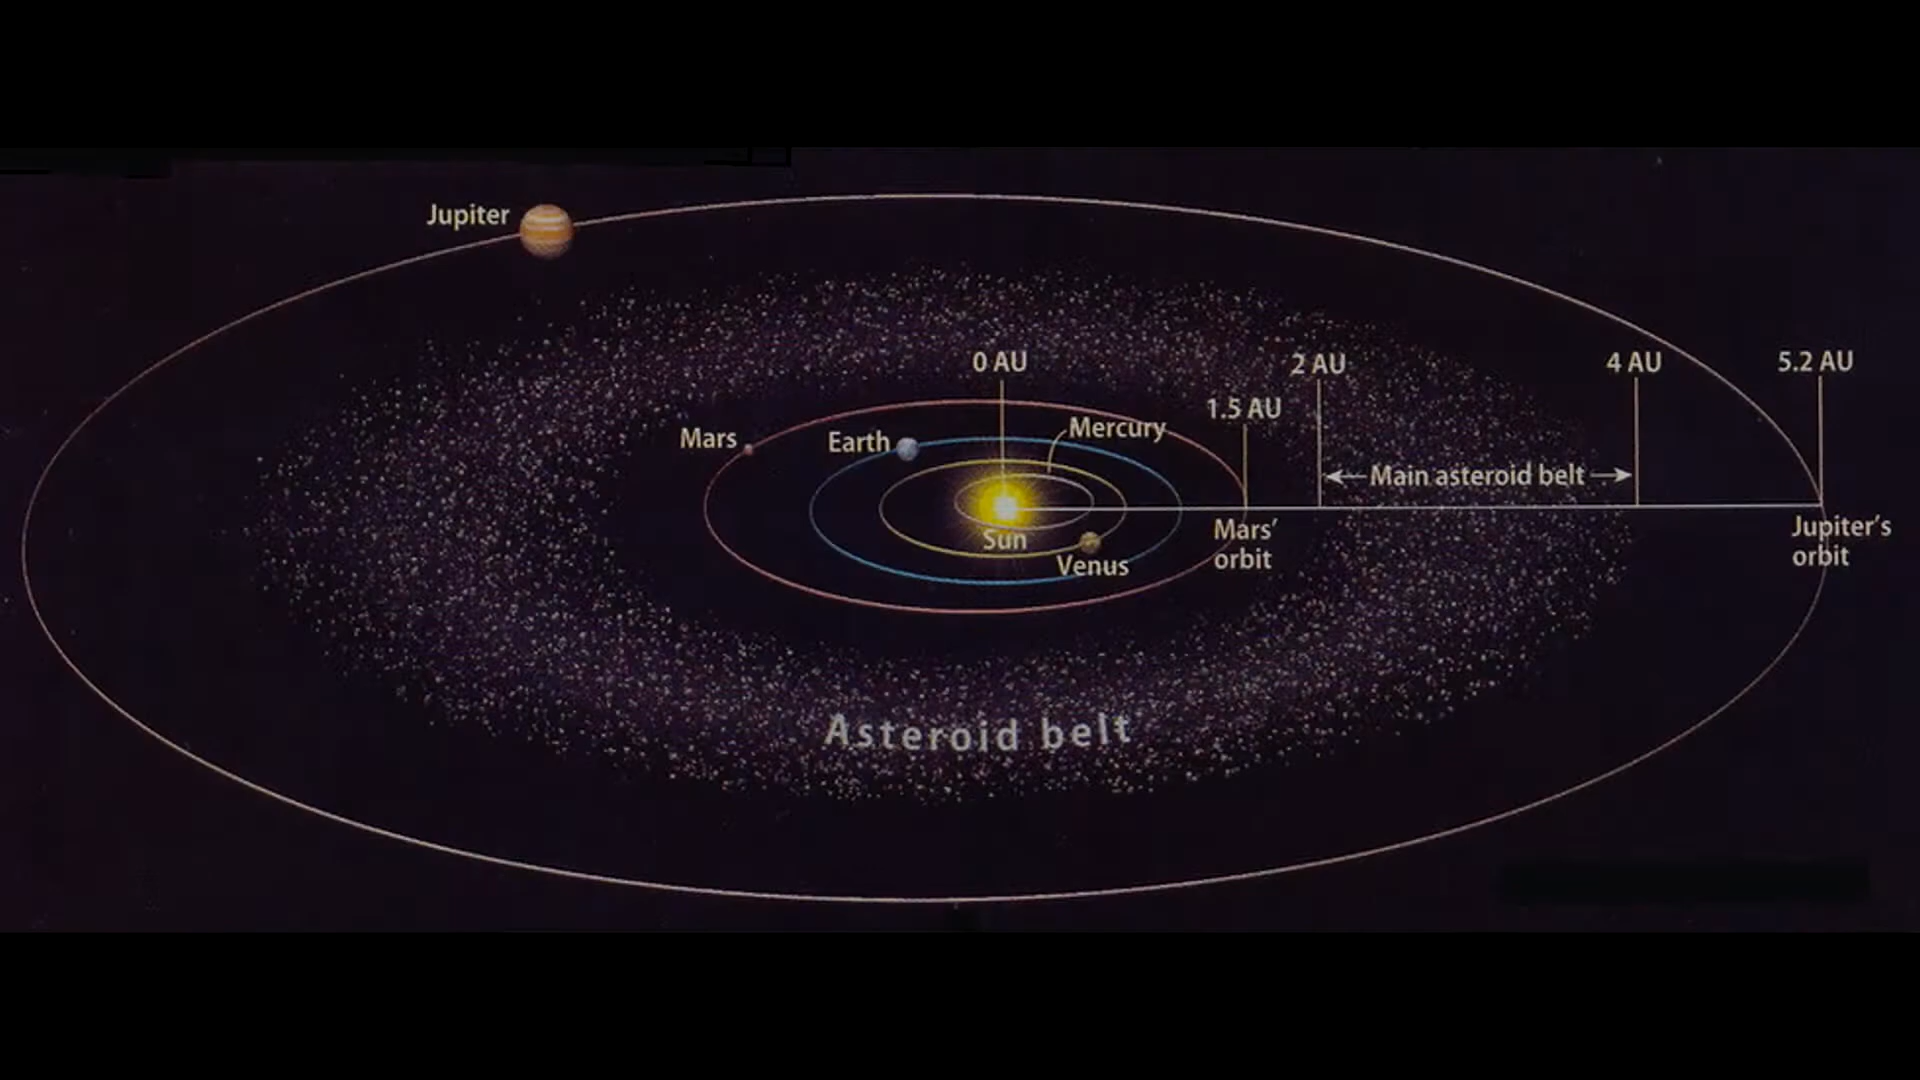 Jupiter
0 AU
2 AU
4 AU
5.2 AU
1.5 AU
Mercury
Mars
Earth
Main asteroid belt
Sun
Venus
Mars’
orbit
Jupiter’s
orbit
Asteroid belt